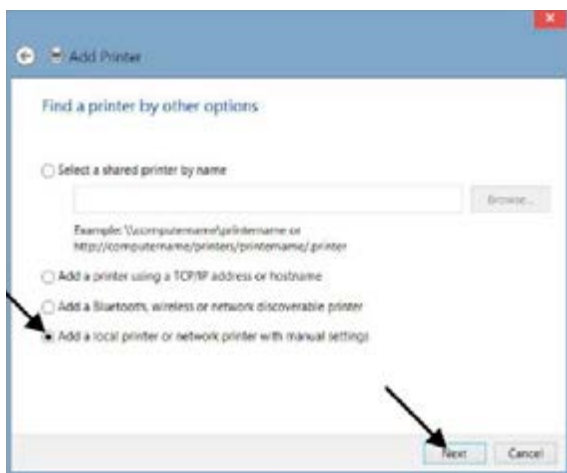 Add Printer
Find a printer by other options
Select a shared printer by name
Browse...
Example: \\computername\printername or
http://computername/printers/printername/.printer
Add a printer using a TCP/IP address or hostname
Add a Bluetooth, wireless or network discoverable printer
Add a local printer or network printer with manual settings
Next
Cancel